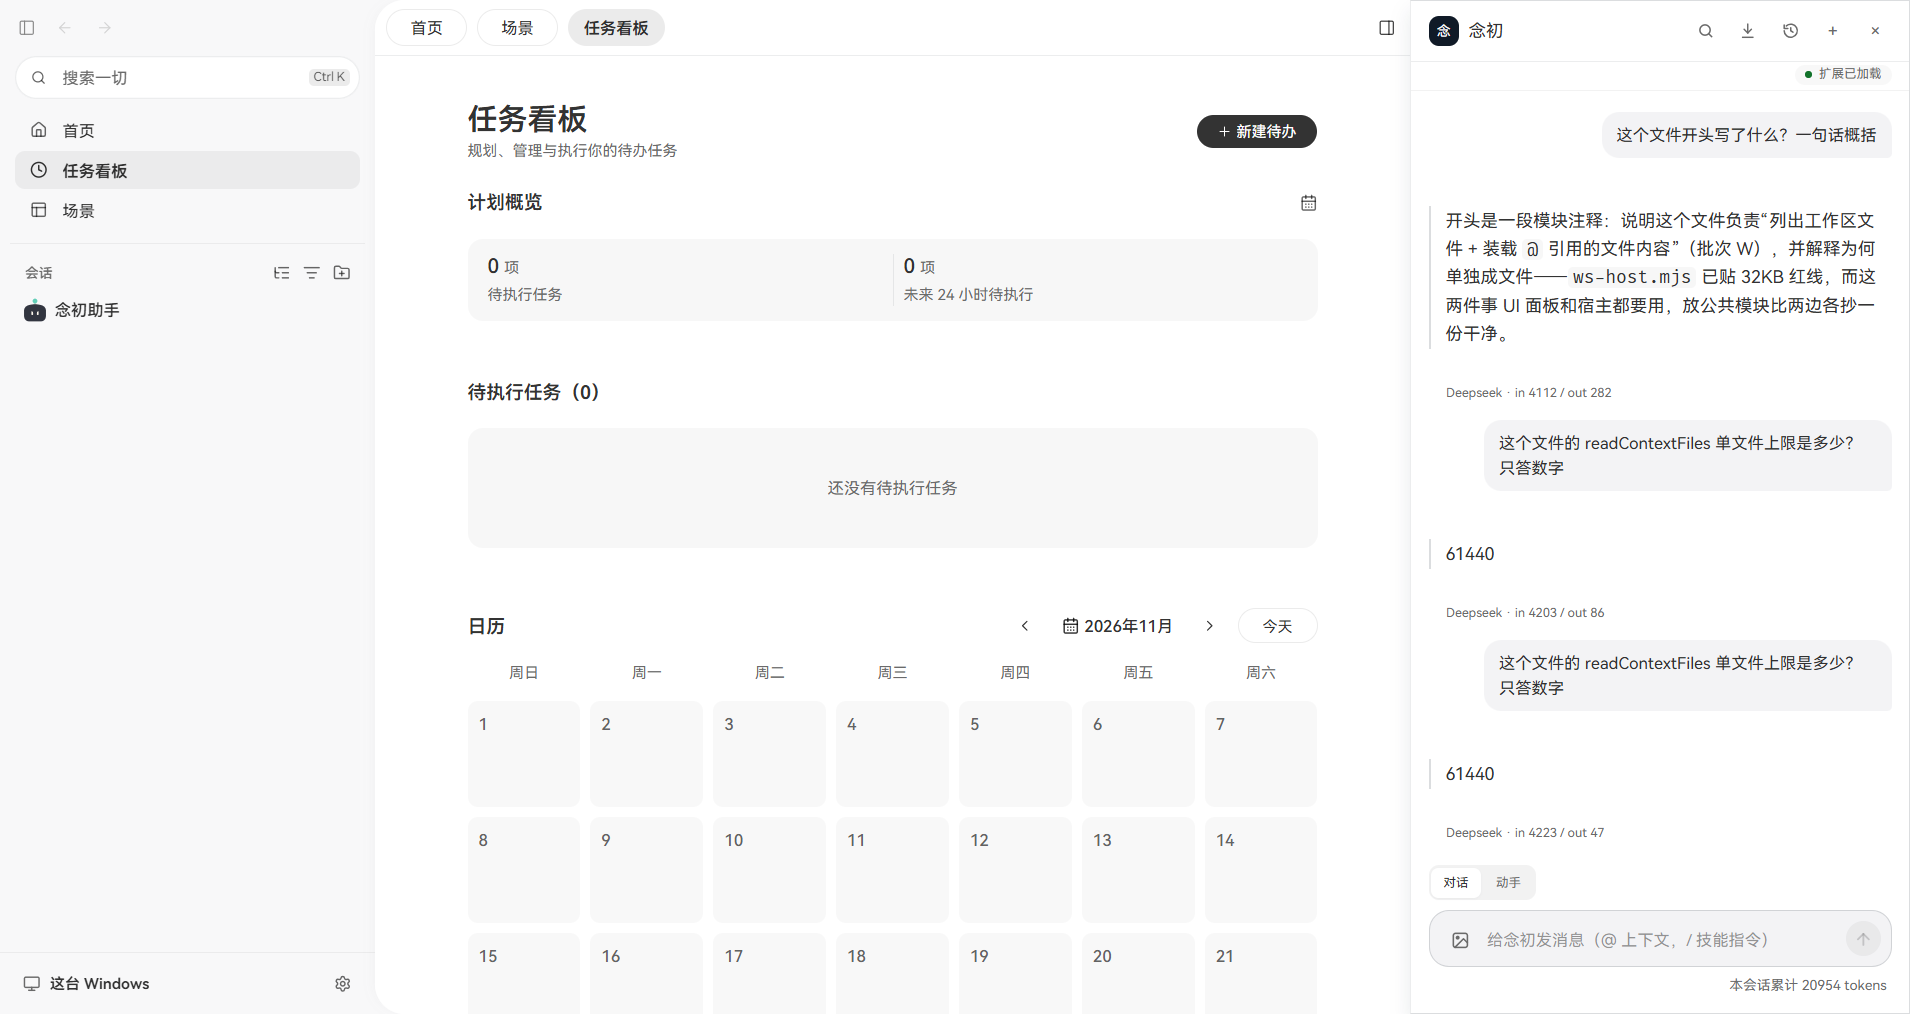 搜索一切
Ctrl K
首页
任务看板
场景
会话
念初助手
这台 Windows
首页
场景
任务看板
任务看板
规划、管理与执行你的待办任务
+ 新建待办
计划概览
0 项
待执行任务
0 项
未来 24 小时待执行
待执行任务（0）
还没有待执行任务
日历
2026年11月
今天
周日 周一 周二 周三 周四 周五 周六
1 2 3 4 5 6 7
8 9 10 11 12 13 14
15 16 17 18 19 20 21
念 念初
扩展已加载
这个文件开头写了什么？一句话概括
开头是一段模块注释：说明这个文件负责“列出工作区文
件 + 装载 @ 引用的文件内容”（批次 W），并解释为何
单独成文件——ws-host.mjs 已贴 32KB 红线，而这
两件事 UI 面板和宿主都要用，放公共模块比两边各抄一
份干净。
Deepseek · in 4112 / out 282
这个文件的 readContextFiles 单文件上限是多少？
只答数字
61440
Deepseek · in 4203 / out 86
这个文件的 readContextFiles 单文件上限是多少？
只答数字
61440
Deepseek · in 4223 / out 47
对话 动手
给念初发消息（@ 上下文，/ 技能指令）
本会话累计 20954 tokens